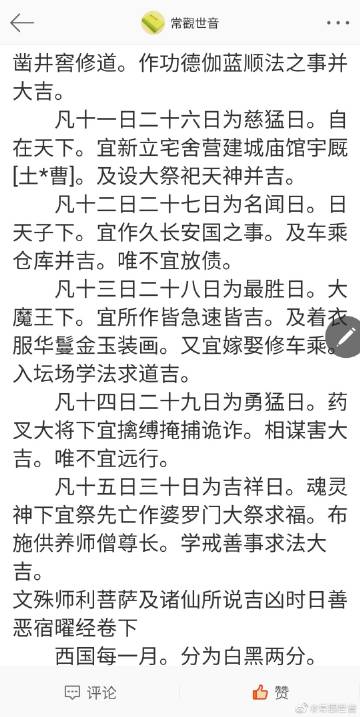 常觀世音
凿井窖修道。作功德伽蓝顺法之事并
大吉。
凡十一日二十六日为慈猛日。自
在天下。宜新立宅舍营建城庙馆宇厩
[土*曹]。及设大祭祀天神并吉。
凡十二日二十七日为名闻日。日
天子下。宜作久长安国之事。及车乘
仓库并吉。唯不宜放债。
凡十三日二十八日为最胜日。大
魔王下。宜所作皆急速皆吉。及着衣
服华鬘金玉装画。又宜嫁娶修车乘。
入坛场学法求道吉。
凡十四日二十九日为勇猛日。药
叉大将下宜擒缚掩捕诡诈。相谋害大
吉。唯不宜远行。
凡十五日三十日为吉祥日。魂灵
神下宜祭先亡作婆罗门大祭求福。布
施供养师僧尊长。学戒善事求法大
吉。
文殊师利菩萨及诸仙所说吉凶时日善
恶宿曜经卷下
西国每一月。分为白黑两分。
评论
赞